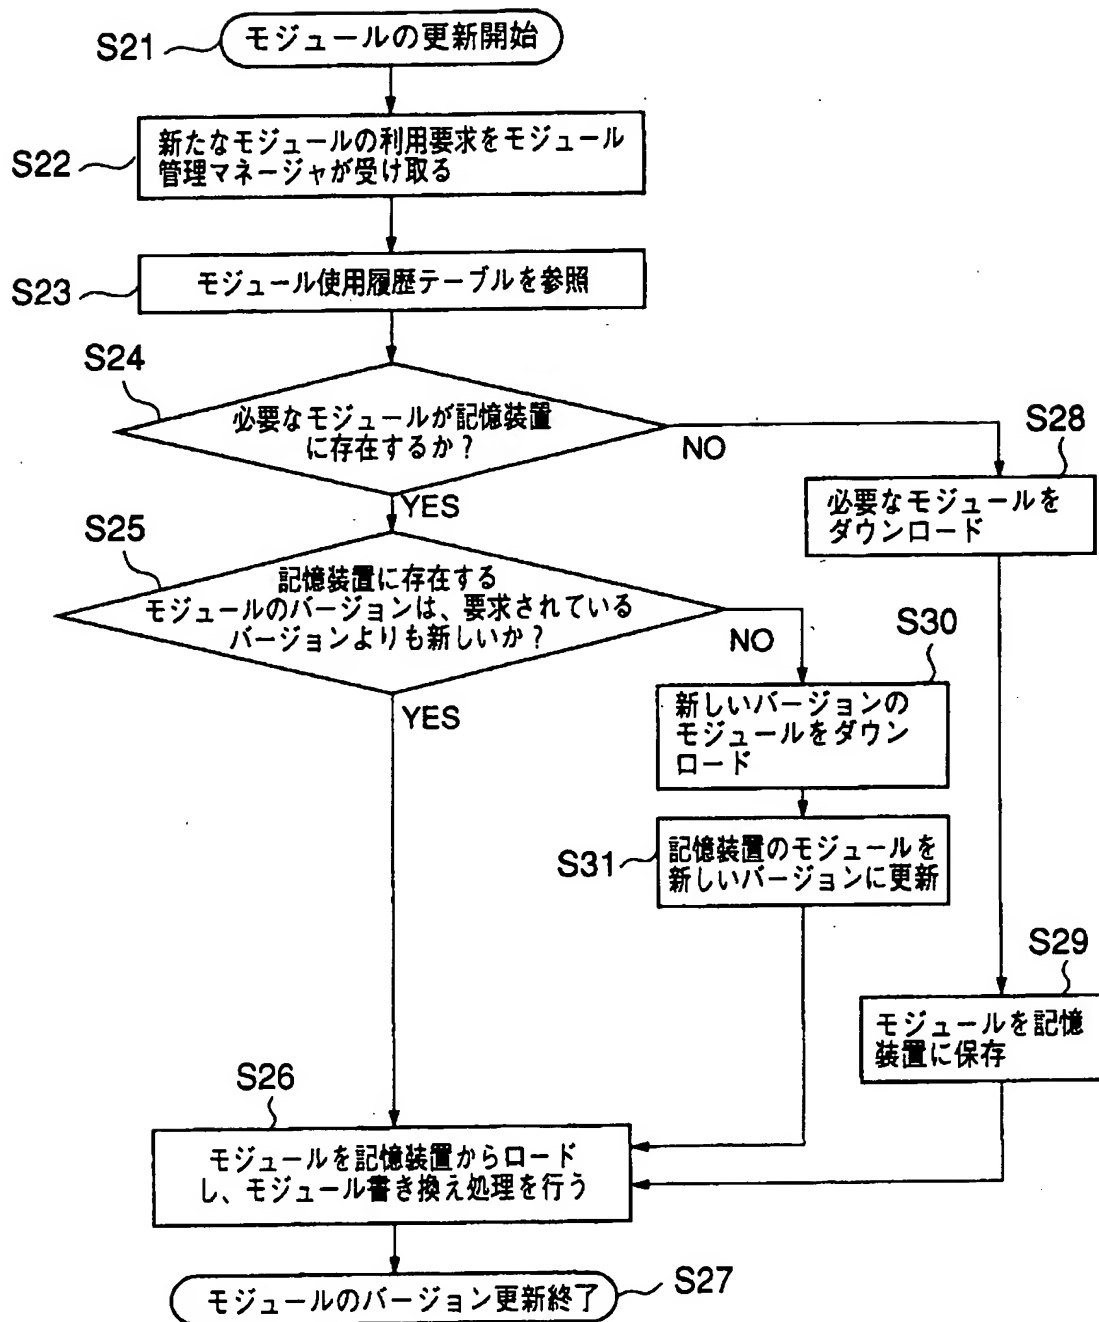 S21
モジュールの更新開始
S22
新たなモジュールの利用要求をモジュール
管理マネージャが受け取る
S23
モジュール使用履歴テーブルを参照
S24
必要なモジュールが記憶装置
に存在するか?
NO
YES
S28
必要なモジュールを
ダウンロード
S25
記憶装置に存在する
モジュールのバージョンは、要求されている
バージョンよりも新しいか?
NO
YES
S30
新しいバージョンの
モジュールをダウン
ロード
S31
記憶装置のモジュールを
新しいバージョンに更新
S29
モジュールを記憶
装置に保存
S26
モジュールを記憶装置からロード
し、モジュール書き換え処理を行う
モジュールのバージョン更新終了
S27